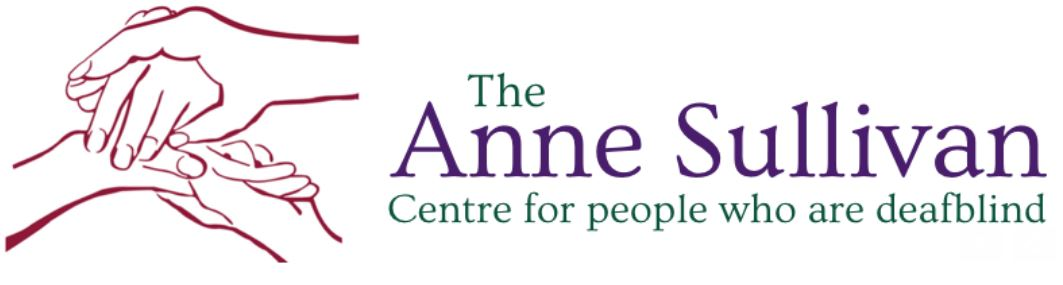 The
Anne Sullivan
Centre for people who are deafblind